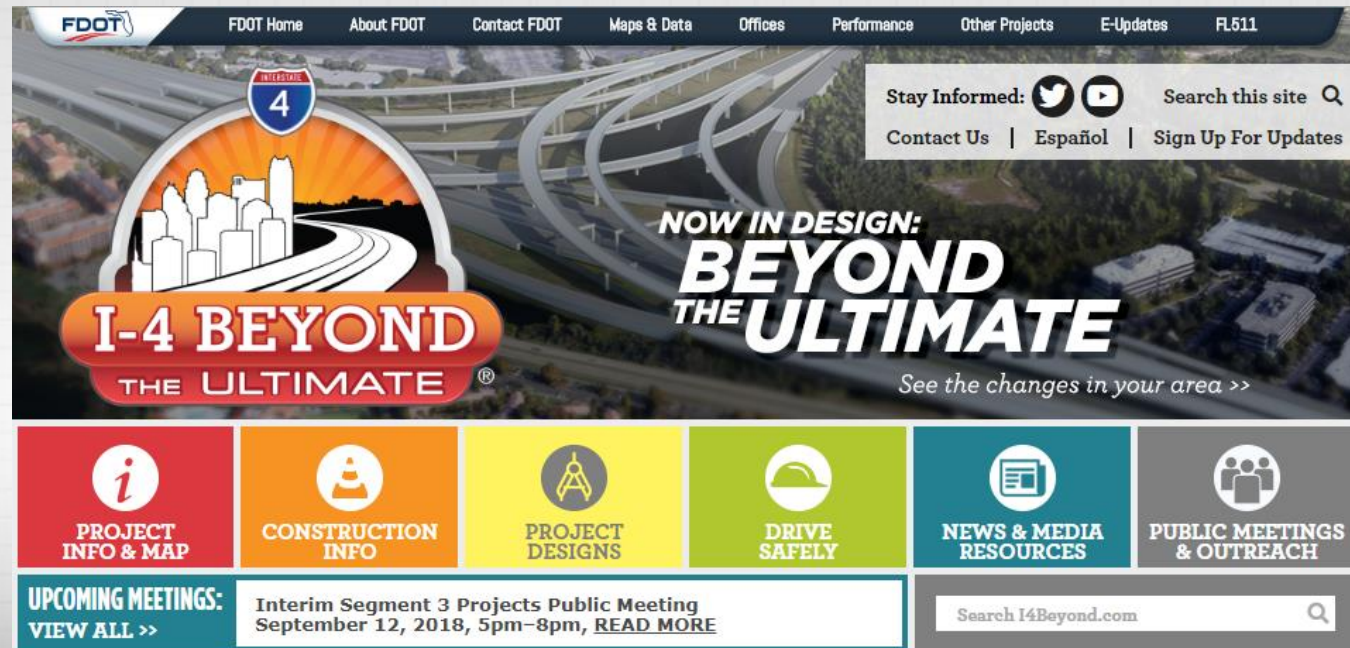 FDOT
FDOT Home About FDOT Contact FDOT Maps & Data Offices Performance Other Projects E-Updates FL511
INTERSTATE
4
Stay Informed: Search this site
Contact Us | Español | Sign Up For Updates
I-4 BEYOND
THE ULTIMATE ®
NOW IN DESIGN:
BEYOND
THE ULTIMATE
See the changes in your area >>
i
PROJECT
INFO & MAP
CONSTRUCTION
INFO
PROJECT
DESIGNS
DRIVE
SAFELY
NEWS & MEDIA
RESOURCES
PUBLIC MEETINGS
& OUTREACH
UPCOMING MEETINGS:
VIEW ALL >>
Interim Segment 3 Projects Public Meeting
September 12, 2018, 5pm–8pm, READ MORE
Search I4Beyond.com